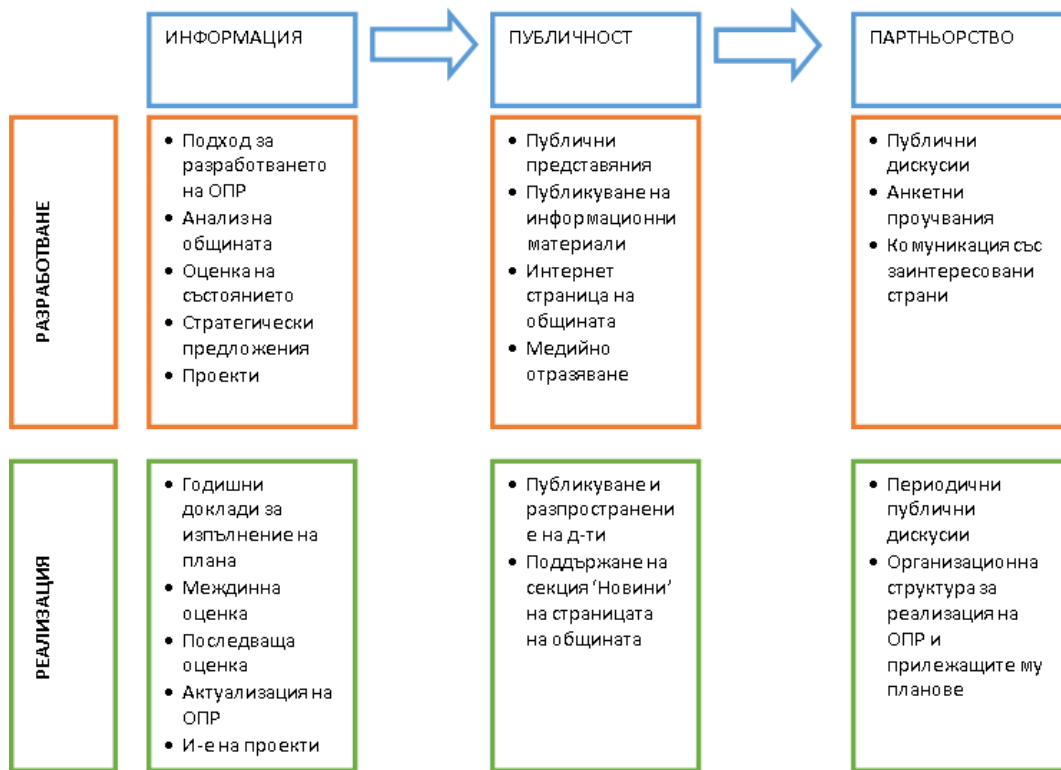 ИНФОРМАЦИЯ
ПУБЛИЧНОСТ
ПАРТНЬОРСТВО
РАЗРАБОТВАНЕ
• Подход за
разработването
на ОПР
• Анализ на
общината
• Оценка на
състоянието
• Стратегически
предложения
• Проекти
• Публични
представяния
• Публикуване на
информационни
материали
• Интернет
страница на
общината
• Медийно
отразяване
• Публични
дискусии
• Анкетни
проучвания
• Комуникация със
заинтересовани
страни
РЕАЛИЗАЦИЯ
• Годишни
доклади за
изпълнение на
плана
• Междинна
оценка
• Последваща
оценка
• Актуализация на
ОПР
• И-е на проекти
• Публикуване и
разпространени
е на д-ти
• Поддържане на
секция ‘Новини’
на страницата
на общината
• Периодични
публични
дискусии
• Организационна
структура за
реализация на
ОПР и
прилежащите му
планове